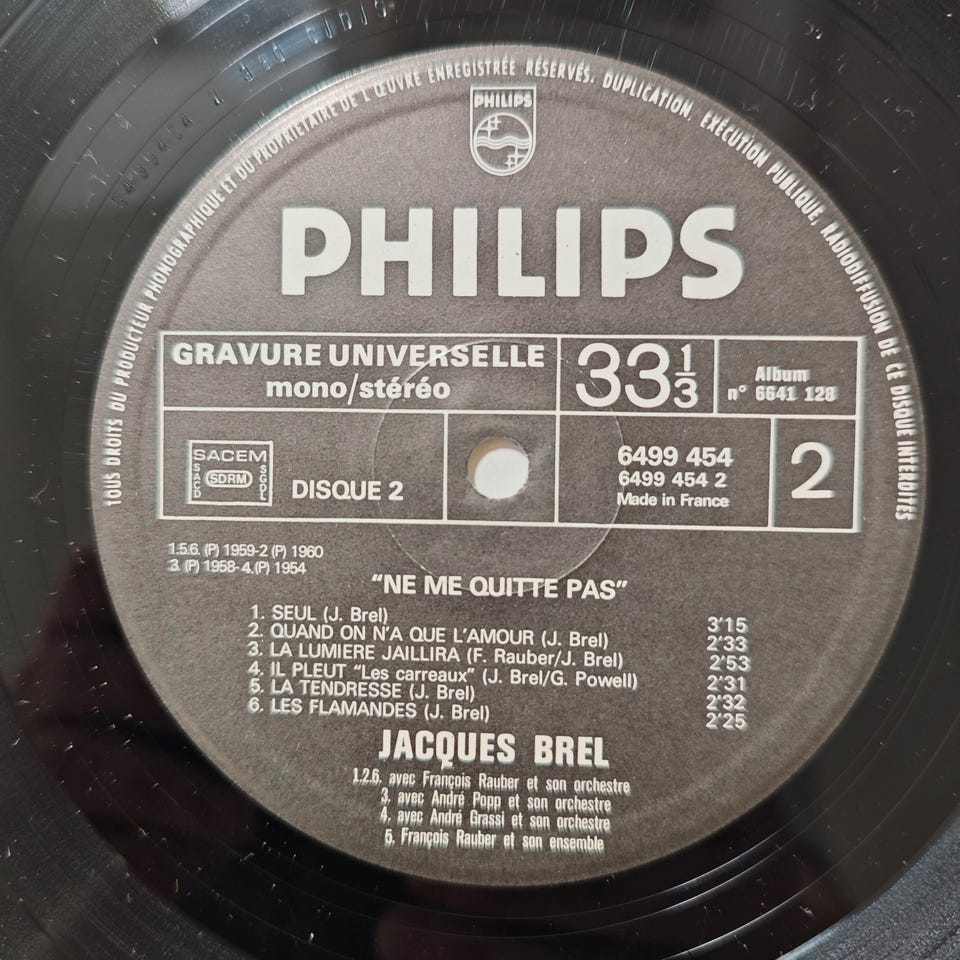 TOUS DROITS DU PRODUCTEUR PHONOGRAPHIQUE ET DU PROPRIETAIRE DE L'ŒUVRE ENREGISTRÉE RÉSERVÉS. DUPLICATION, EXECUTION PUBLIQUE, RADIODIFFUSION DE CE DISQUE INTERDITES
PHILIPS
PHILIPS
GRAVURE UNIVERSELLE
mono/stéréo
33 1/3
Album
n° 6641 128
SACEM
SACD
SDRM
SGDL
DISQUE 2
6499 454
6499 454 2
Made in France
2
1.5.6. (P) 1959-2 (P) 1960
3. (P) 1958-4.(P) 1954
"NE ME QUITTE PAS"
1. SEUL (J. Brel) 3'15
2. QUAND ON N'A QUE L'AMOUR (J. Brel) 2'33
3. LA LUMIERE JAILLIRA (F. Rauber/J. Brel) 2'53
4. IL PLEUT "Les carreaux" (J. Brel/G. Powell) 2'31
5. LA TENDRESSE (J. Brel) 2'32
6. LES FLAMANDES (J. Brel) 2'25
JACQUES BREL
1.2.6. avec François Rauber et son orchestre
3. avec André Popp et son orchestre
4. avec André Grassi et son orchestre
5. François Rauber et son ensemble